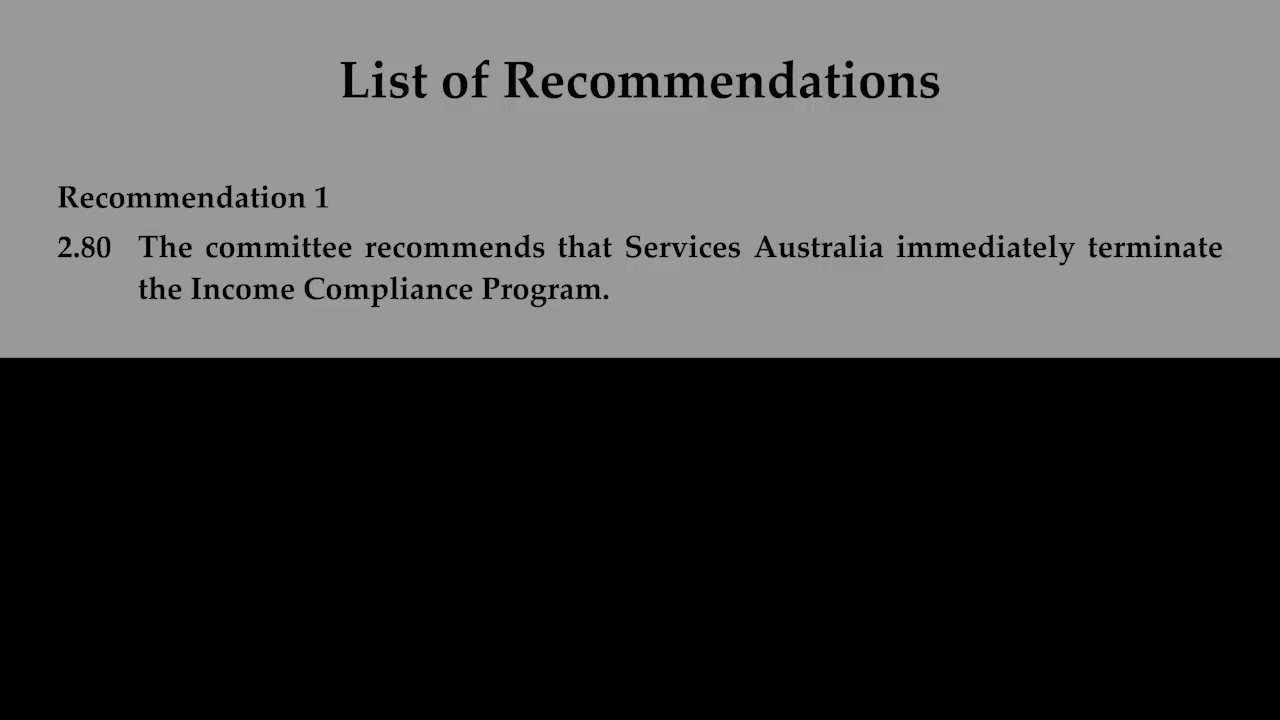 List of Recommendations
Recommendation 1
2.80 The committee recommends that Services Australia immediately terminate
the Income Compliance Program.